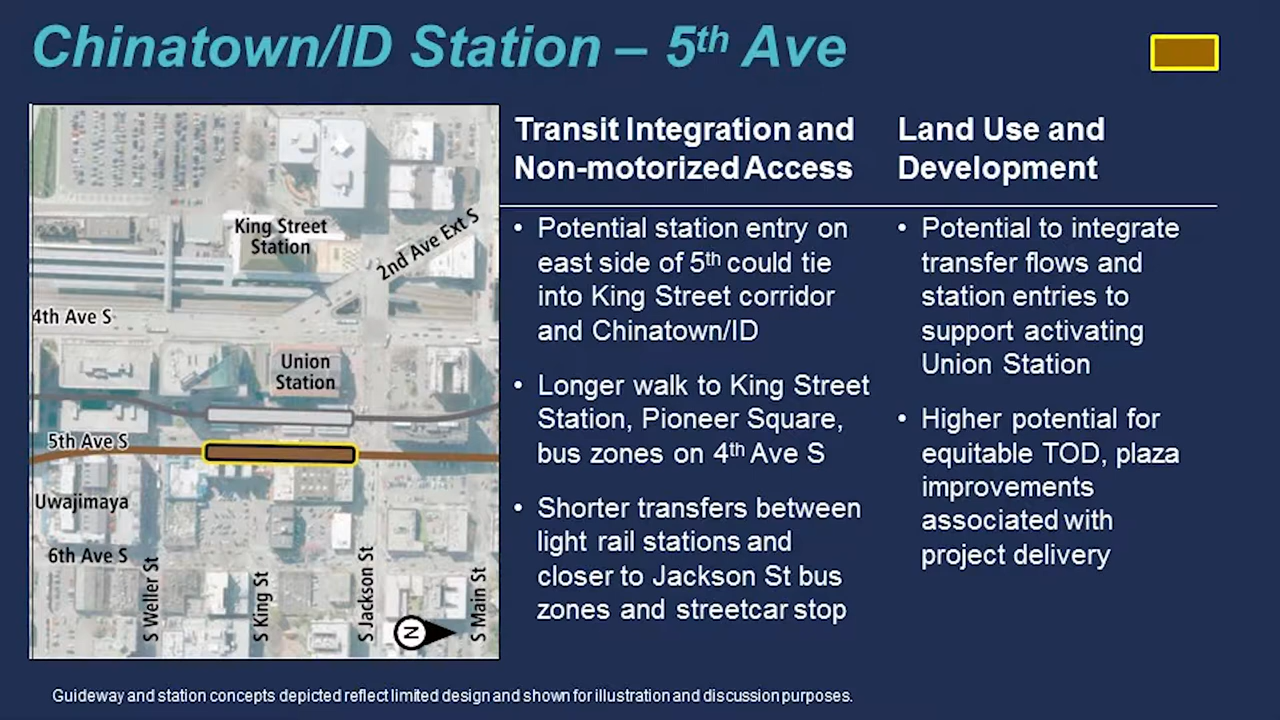 Chinatown/ID Station – 5th Ave
King Street
Station
2nd Ave Ext S
4th Ave S
Union
Station
5th Ave S
Uwajimaya
6th Ave S
S Weller St
S King St
S Jackson St
S Main St
N
Transit Integration and
Non-motorized Access
• Potential station entry on
east side of 5th could tie
into King Street corridor
and Chinatown/ID
• Longer walk to King Street
Station, Pioneer Square,
bus zones on 4th Ave S
• Shorter transfers between
light rail stations and
closer to Jackson St bus
zones and streetcar stop
Land Use and
Development
• Potential to integrate
transfer flows and
station entries to
support activating
Union Station
• Higher potential for
equitable TOD, plaza
improvements
associated with
project delivery
Guideway and station concepts depicted reflect limited design and shown for illustration and discussion purposes.